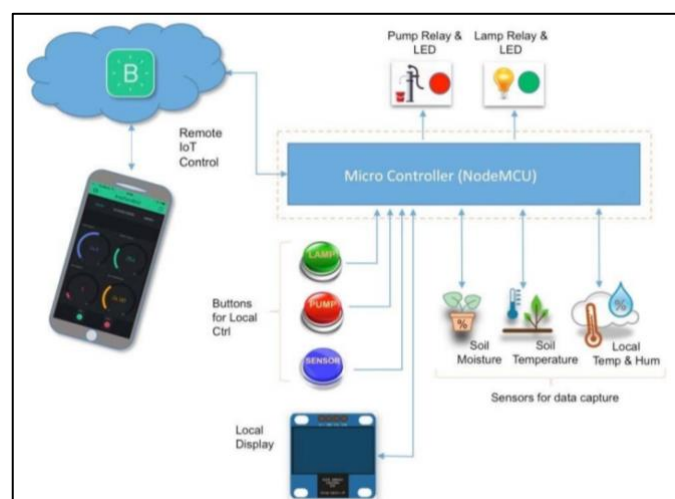 Pump Relay &
LED
Lamp Relay &
LED
B
Remote
IoT
Control
Micro Controller (NodeMCU)
LAMP
PUMP
SENSOR
Buttons
for Local
Ctrl
Soil
Moisture
Soil
Temperature
Local
Temp & Hum
%
%
Sensors for data capture
Local
Display